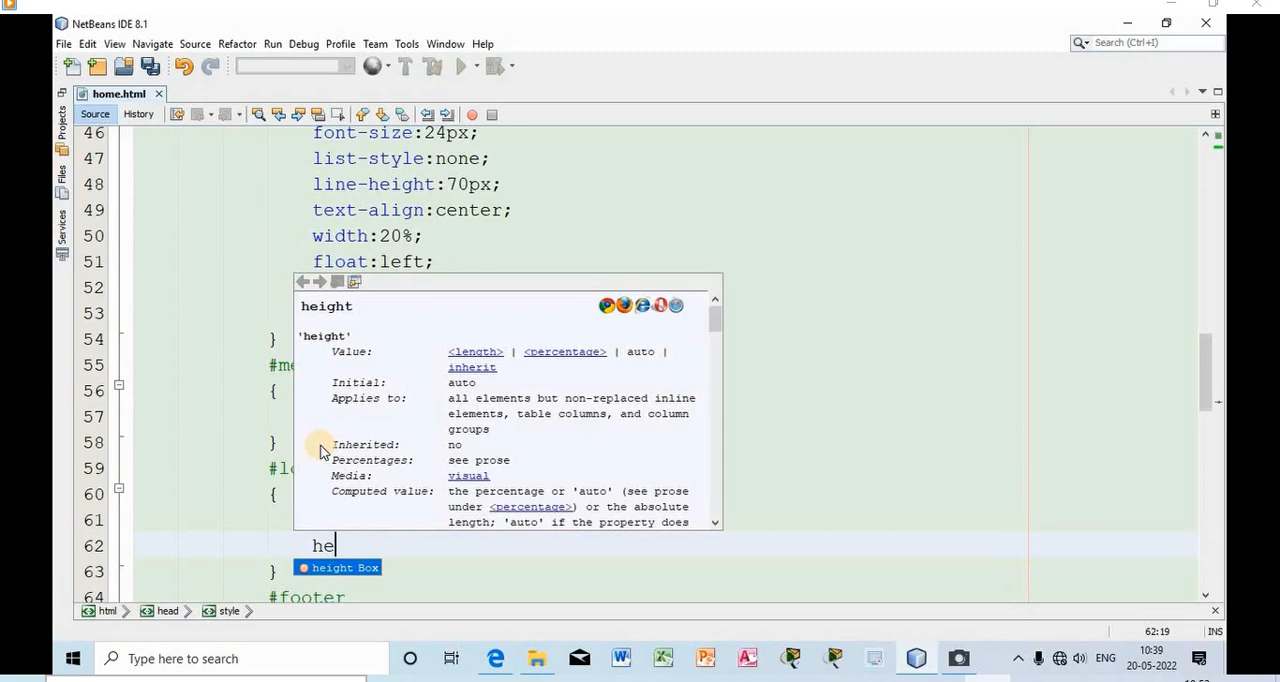 NetBeans IDE 8.1
File Edit View Navigate Source Refactor Run Debug Profile Team Tools Window Help
Search (Ctrl+I)
home.html
Source History
Projects
Files
Services
46 font-size:24px;
47 list-style:none;
48 line-height:70px;
49 text-align:center;
50 width:20%;
51 float:left;
52
53
54 }
55 #me
56 {
57
58 }
59 #lo
60 {
61
62 he
63 }
64 #footer
height
'height'
Value: <length> | <percentage> | auto |
inherit
Initial: auto
Applies to: all elements but non-replaced inline
elements, table columns, and column
groups
Inherited: no
Percentages: see prose
Media: visual
Computed value: the percentage or 'auto' (see prose
under <percentage>) or the absolute
length; 'auto' if the property does
height Box
html head style
62:19 INS
Type here to search
ENG
10:39
20-05-2022